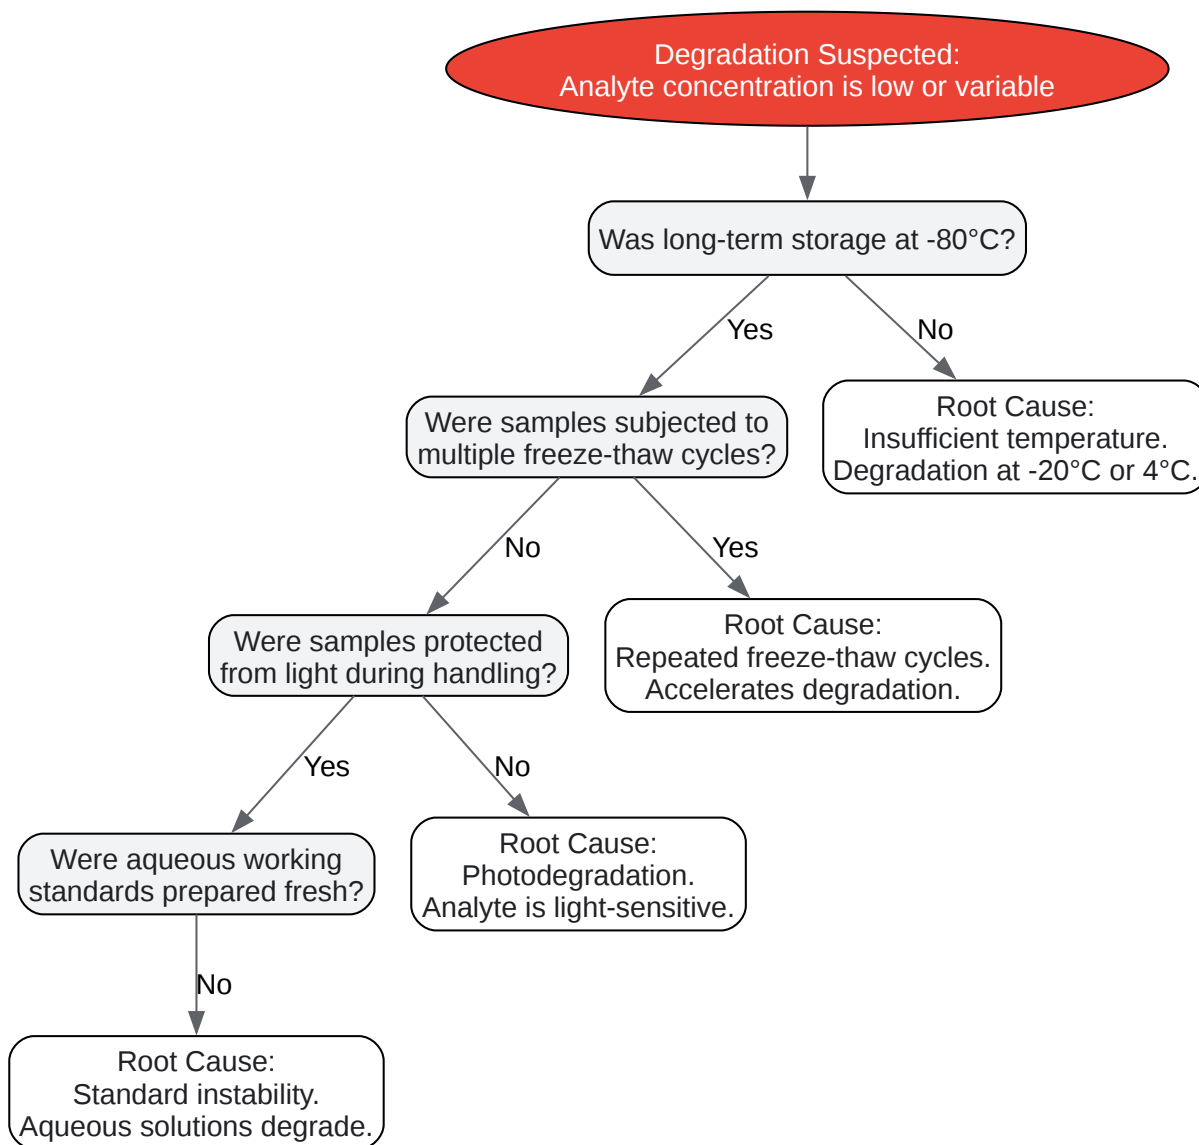 Degradation Suspected:
Analyte concentration is low or variable
Was long-term storage at -80°C?
Yes
No
Were samples subjected to
multiple freeze-thaw cycles?
Root Cause:
Insufficient temperature.
Degradation at -20°C or 4°C.
No
Yes
Were samples protected
from light during handling?
Root Cause:
Repeated freeze-thaw cycles.
Accelerates degradation.
Yes
No
Were aqueous working
standards prepared fresh?
Root Cause:
Photodegradation.
Analyte is light-sensitive.
No
Root Cause:
Standard instability.
Aqueous solutions degrade.